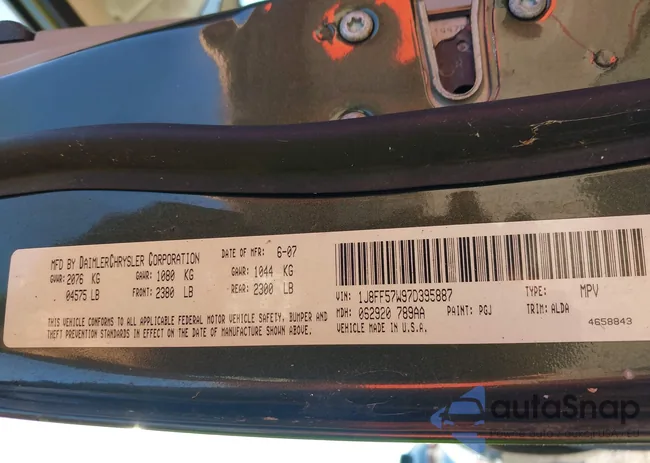 MFD BY DAIMLERCHRYSLER CORPORATION DATE OF MFR: 6-07
GVWR: 2076 KG GAWR: 1080 KG GAWR: 1044 KG
04575 LB FRONT: 2380 LB REAR: 2300 LB
THIS VEHICLE CONFORMS TO ALL APPLICABLE FEDERAL MOTOR VEHICLE SAFETY, BUMPER AND
THEFT PREVENTION STANDARDS IN EFFECT ON THE DATE OF MANUFACTURE SHOWN ABOVE.
VIN: 1J8FF57W97D395887 TYPE: MPV
MDH: 062920 789AA PAINT: PGJ TRIM: ALDA
VEHICLE MADE IN U.S.A. 4658843
autoSnap